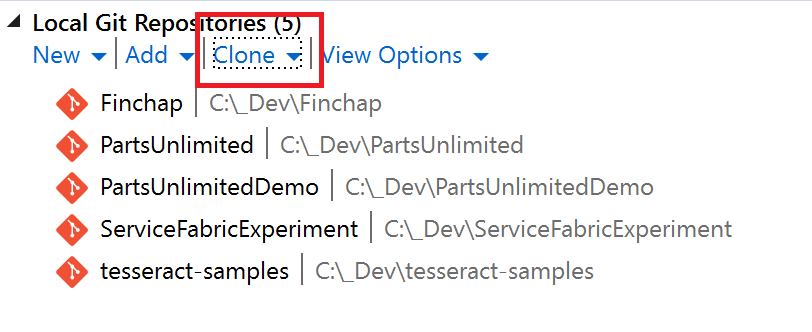 Local Git Repositories (5)
New | Add | Clone | View Options
Finchap | C:\_Dev\Finchap
PartsUnlimited | C:\_Dev\PartsUnlimited
PartsUnlimitedDemo | C:\_Dev\PartsUnlimitedDemo
ServiceFabricExperiment | C:\_Dev\ServiceFabricExperiment
tesseract-samples | C:\_Dev\tesseract-samples